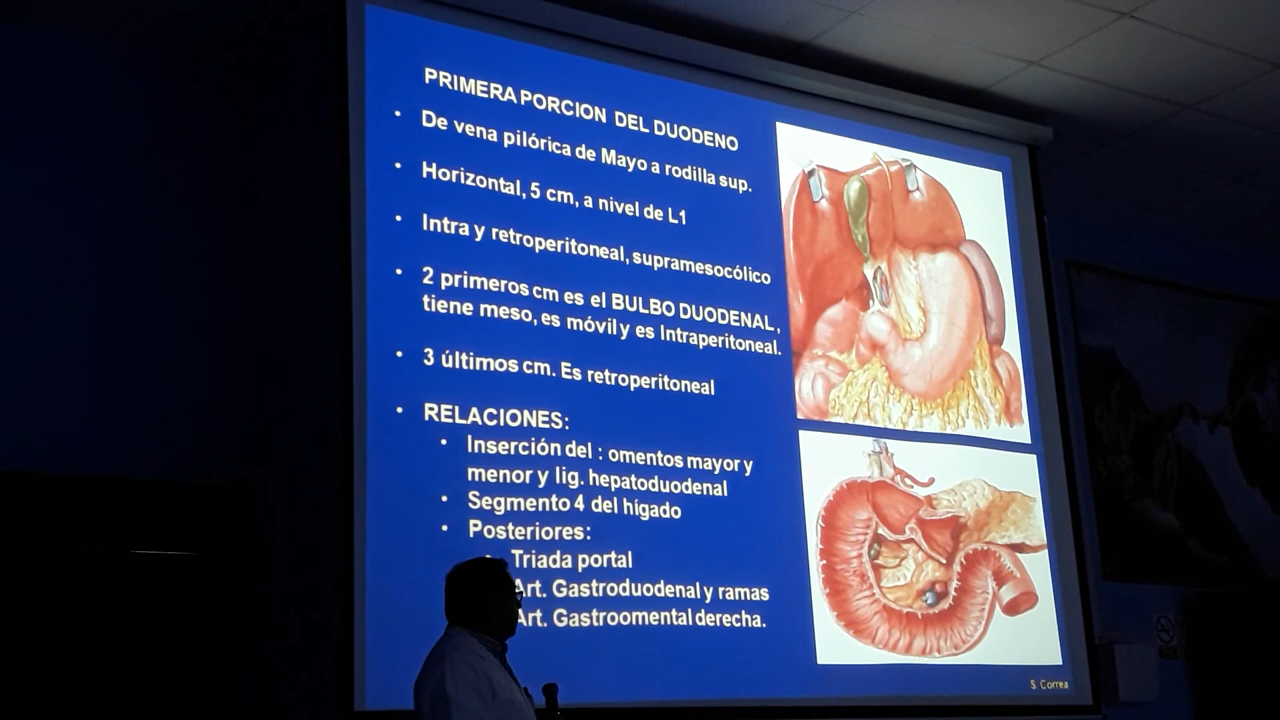 PRIMERA PORCION DEL DUODENO
• De vena pilórica de Mayo a rodilla sup.
• Horizontal, 5 cm, a nivel de L1
• Intra y retroperitoneal, supramesocólico
• 2 primeros cm es el BULBO DUODENAL,
tiene meso, es móvil y es Intraperitoneal.
• 3 últimos cm. Es retroperitoneal
• RELACIONES:
• Inserción del : omentos mayor y
menor y lig. hepatoduodenal
• Segmento 4 del hígado
• Posteriores:
Triada portal
Art. Gastroduodenal y ramas
Art. Gastroomental derecha.
S. Correa